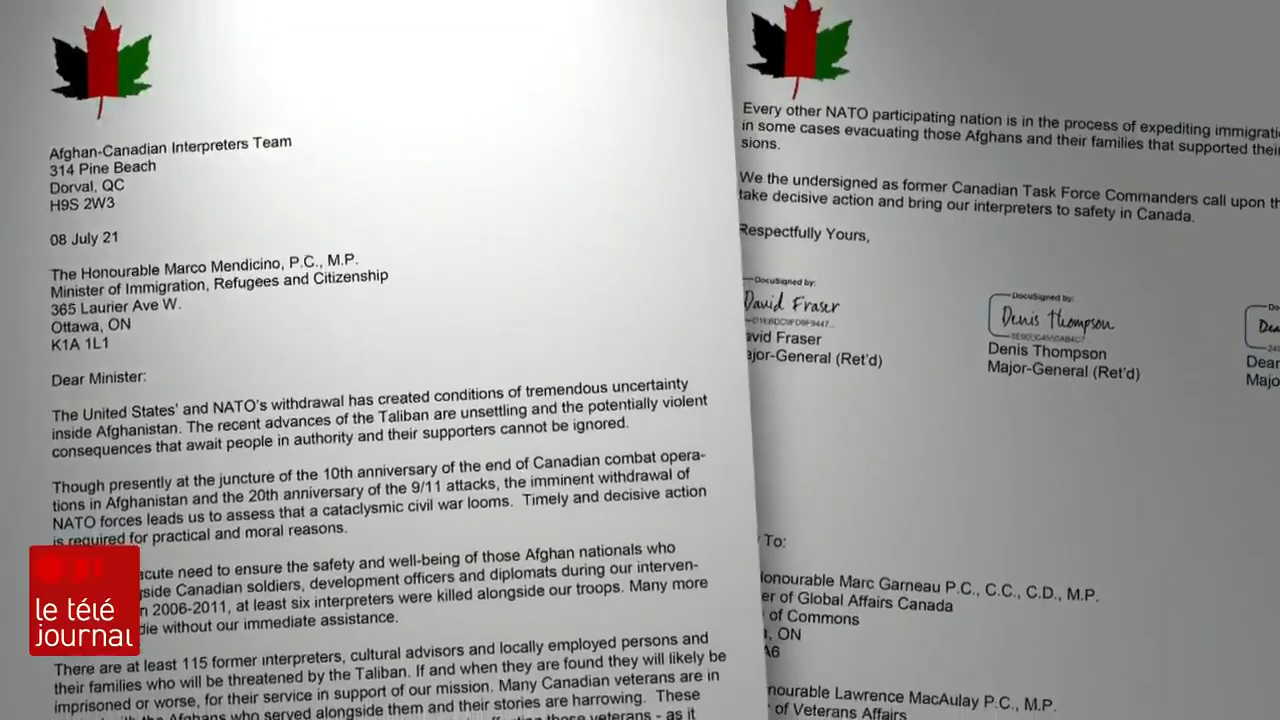 Afghan-Canadian Interpreters Team
314 Pine Beach
Dorval, QC
H9S 2W3
08 July 21
The Honourable Marco Mendicino, P.C., M.P.
Minister of Immigration, Refugees and Citizenship
365 Laurier Ave W.
Ottawa, ON
K1A 1L1
Dear Minister:
The United States' and NATO's withdrawal has created conditions of tremendous uncertainty
inside Afghanistan. The recent advances of the Taliban are unsettling and the potentially violent
consequences that await people in authority and their supporters cannot be ignored.
Though presently at the juncture of the 10th anniversary of the end of Canadian combat opera-
tions in Afghanistan and the 20th anniversary of the 9/11 attacks, the imminent withdrawal of
NATO forces leads us to assess that a cataclysmic civil war looms. Timely and decisive action
is required for practical and moral reasons.
acute need to ensure the safety and well-being of those Afghan nationals who
side Canadian soldiers, development officers and diplomats during our interven-
n 2006-2011, at least six interpreters were killed alongside our troops. Many more
die without our immediate assistance.
There are at least 115 former interpreters, cultural advisors and locally employed persons and
their families who will be threatened by the Taliban. If and when they are found they will likely be
imprisoned or worse, for their service in support of our mission. Many Canadian veterans are in
the Afghans who served alongside them and their stories are harrowing. These
those veterans - as it
Every other NATO participating nation is in the process of expediting immigrati
in some cases evacuating those Afghans and their families that supported thei
sions.
We the undersigned as former Canadian Task Force Commanders call upon th
take decisive action and bring our interpreters to safety in Canada.
Respectfully Yours,
DocuSigned by:
David Fraser
avid Fraser
ajor-General (Ret'd)
DocuSigned by:
Denis Thompson
Denis Thompson
Major-General (Ret'd)
Do
De
Dean
Majo
To:
onourable Marc Garneau P.C., C.C., C.D., M.P.
er of Global Affairs Canada
of Commons
, ON
A6
nourable Lawrence MacAulay P.C., M.P.
of Veterans Affairs
le télé
journal